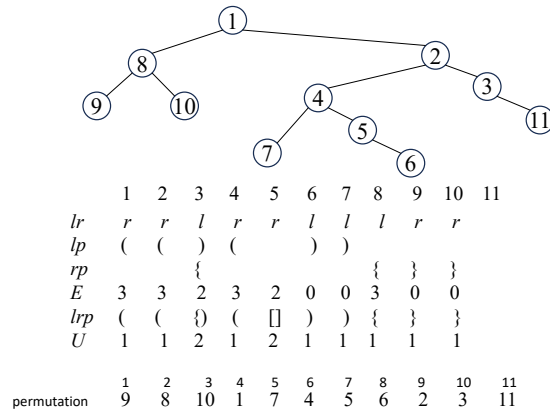 1
8
2
9
10
4
3
7
5
11
6
1 2 3 4 5 6 7 8 9 10 11
lr r r l r r l l l r r
lp ( ( ) ( ) )
rp { { } }
E 3 3 2 3 2 0 0 3 0 0
lrp ( ( {) ( [] ) ) { } }
U 1 1 2 1 2 1 1 1 1 1
1 2 3 4 5 6 7 8 9 10 11
permutation 9 8 10 1 7 4 5 6 2 3 11